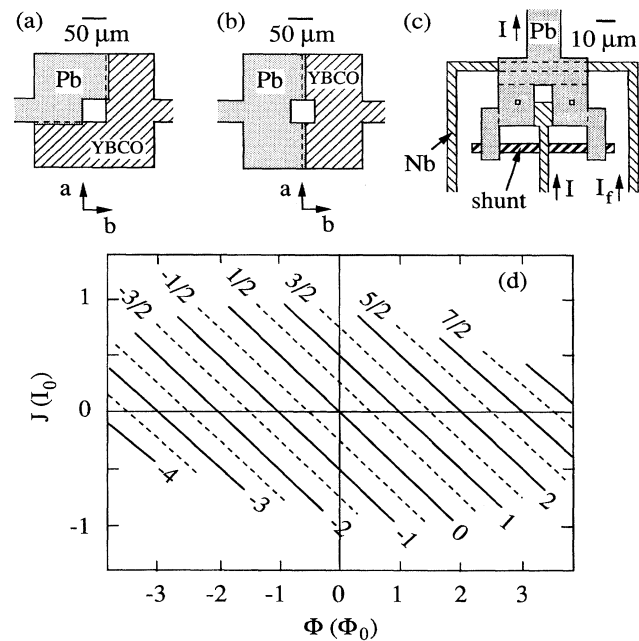 (a) 50 μm
Pb
YBCO
a
b
(b) 50 μm
Pb
YBCO
a
b
(c) I Pb 10 μm
Nb
shunt
I
I_f
(d)
-3/2 -1/2 1/2 3/2 5/2 7/2
J (I₀)
1
0
-1
-4 -3 -2 -1 0 1 2
-3 -2 -1 0 1 2 3
Φ (Φ₀)